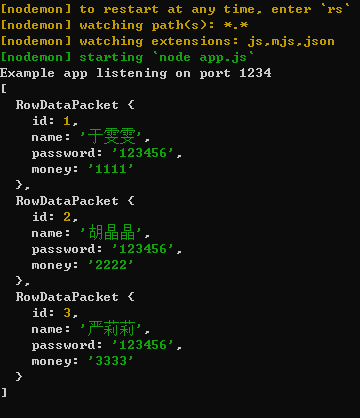 [nodemon] to restart at any time, enter `rs`
[nodemon] watching path(s): *.*
[nodemon] watching extensions: js,mjs,json
[nodemon] starting `node app.js`
Example app listening on port 1234
[
  RowDataPacket {
    id: 1,
    name: '于雯雯',
    password: '123456',
    money: '1111'
  },
  RowDataPacket {
    id: 2,
    name: '胡晶晶',
    password: '123456',
    money: '2222'
  },
  RowDataPacket {
    id: 3,
    name: '严莉莉',
    password: '123456',
    money: '3333'
  }
]